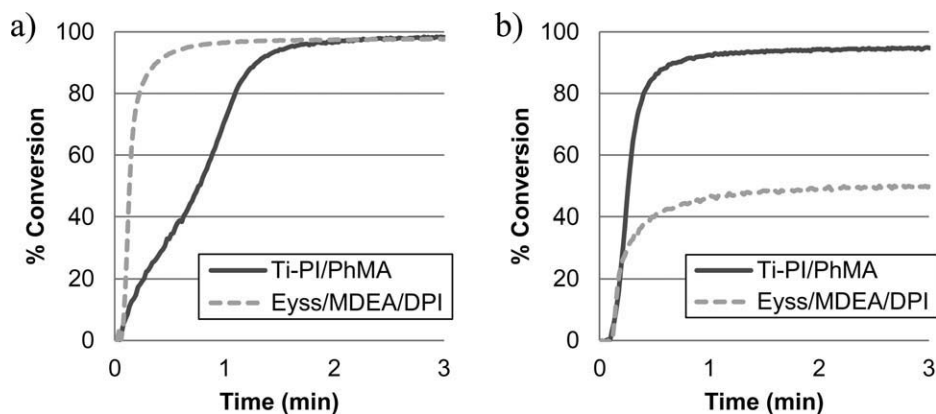 a)
100
80
60
40
20
0
% Conversion
Ti-PI/PhMA
Eyss/MDEA/DPI
0 1 2 3
Time (min)
b)
100
80
60
40
20
0
% Conversion
Ti-PI/PhMA
Eyss/MDEA/DPI
0 1 2 3
Time (min)